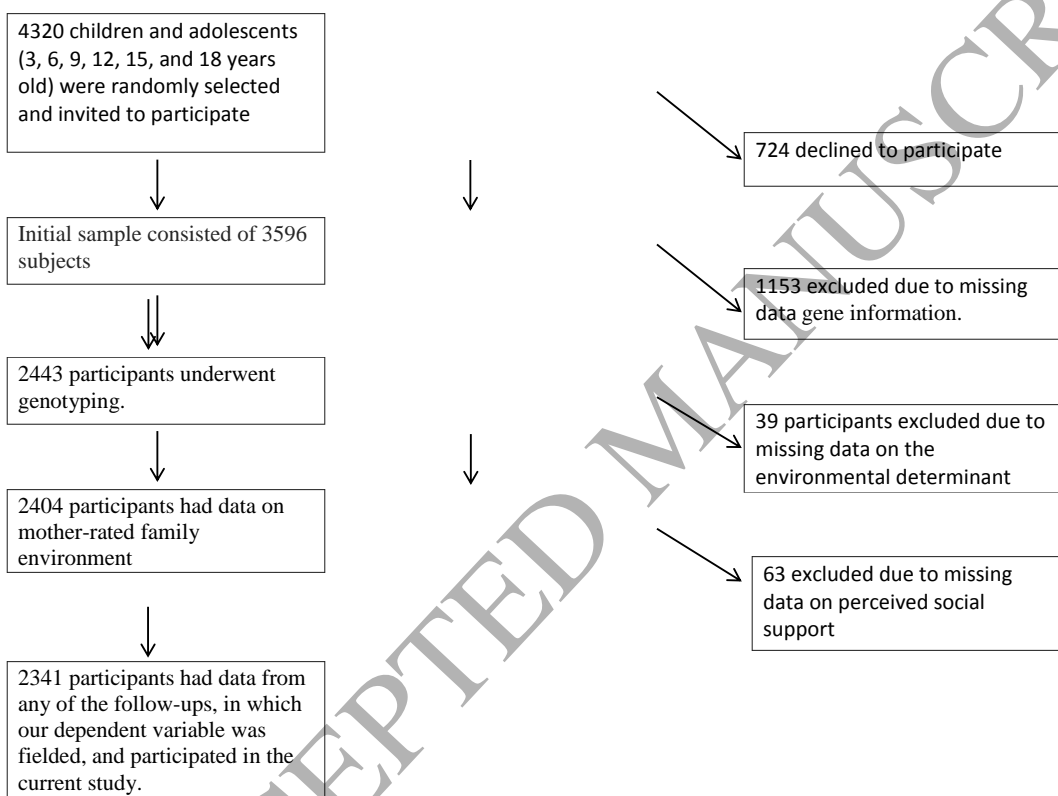 4320 children and adolescents
(3, 6, 9, 12, 15, and 18 years
old) were randomly selected
and invited to participate
724 declined to participate
Initial sample consisted of 3596
subjects
1153 excluded due to missing
data gene information.
2443 participants underwent
genotyping.
39 participants excluded due to
missing data on the
environmental determinant
2404 participants had data on
mother-rated family
environment
63 excluded due to missing
data on perceived social
support
2341 participants had data from
any of the follow-ups, in which
our dependent variable was
fielded, and participated in the
current study.
EPTED MANUSCR